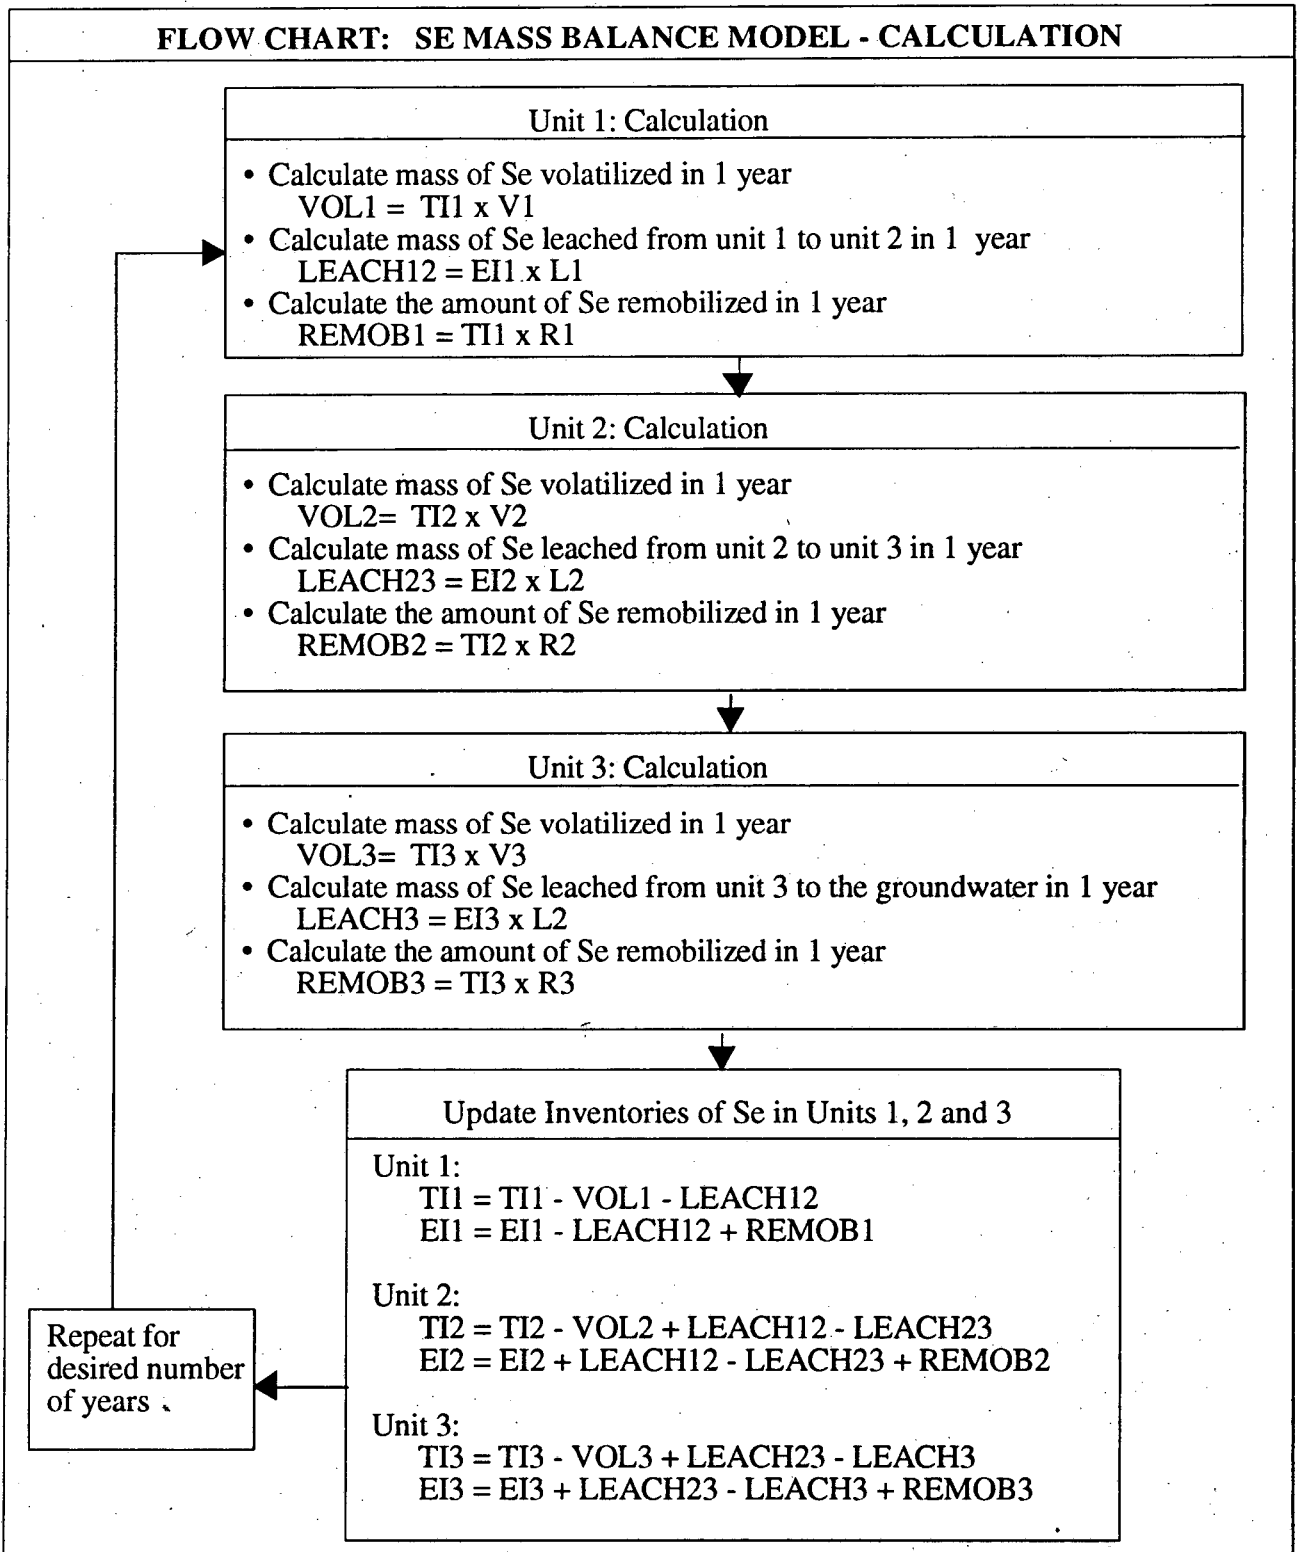 FLOW CHART: SE MASS BALANCE MODEL - CALCULATION
Unit 1: Calculation
• Calculate mass of Se volatilized in 1 year
VOL1 = TI1 x V1
• Calculate mass of Se leached from unit 1 to unit 2 in 1 year
LEACH12 = EI1 x L1
• Calculate the amount of Se remobilized in 1 year
REMOB1 = TI1 x R1
Unit 2: Calculation
• Calculate mass of Se volatilized in 1 year
VOL2= TI2 x V2
• Calculate mass of Se leached from unit 2 to unit 3 in 1 year
LEACH23 = EI2 x L2
• Calculate the amount of Se remobilized in 1 year
REMOB2 = TI2 x R2
Unit 3: Calculation
• Calculate mass of Se volatilized in 1 year
VOL3= TI3 x V3
• Calculate mass of Se leached from unit 3 to the groundwater in 1 year
LEACH3 = EI3 x L2
• Calculate the amount of Se remobilized in 1 year
REMOB3 = TI3 x R3
Update Inventories of Se in Units 1, 2 and 3
Unit 1:
TI1 = TI1 - VOL1 - LEACH12
EI1 = EI1 - LEACH12 + REMOB1
Unit 2:
TI2 = TI2 - VOL2 + LEACH12 - LEACH23
EI2 = EI2 + LEACH12 - LEACH23 + REMOB2
Unit 3:
TI3 = TI3 - VOL3 + LEACH23 - LEACH3
EI3 = EI3 + LEACH23 - LEACH3 + REMOB3
Repeat for
desired number
of years